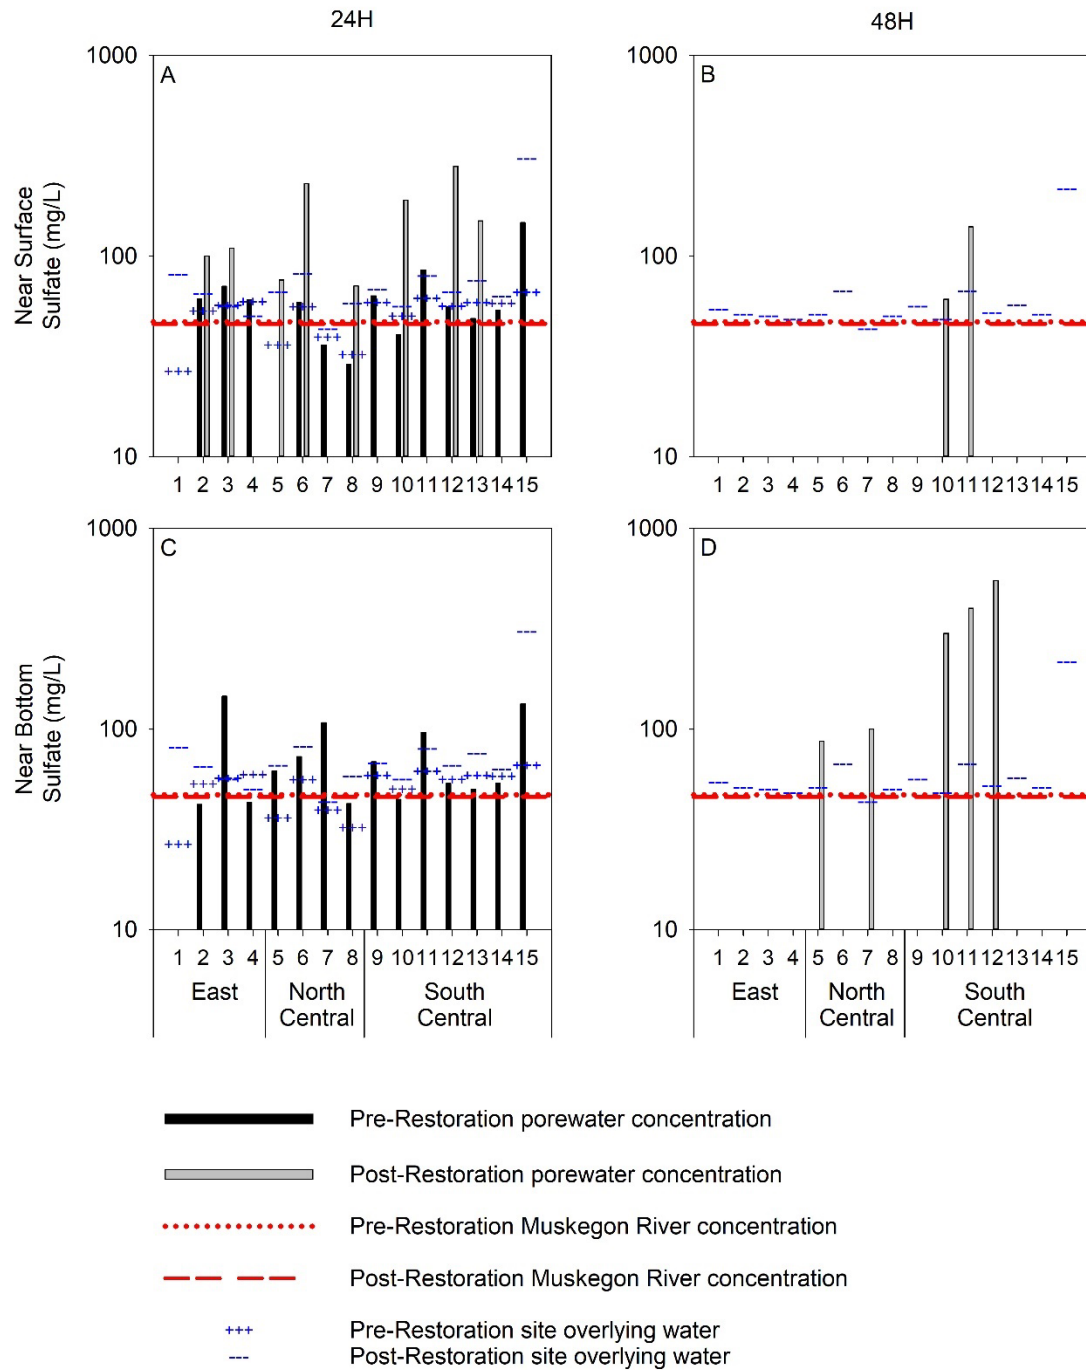 24H
48H
A
B
Near Surface
Sulfate (mg/L)
1000
100
10
1000
100
10
1 2 3 4 5 6 7 8 9 10 11 12 13 14 15
1 2 3 4 5 6 7 8 9 10 11 12 13 14 15
C
D
Near Bottom
Sulfate (mg/L)
1000
100
10
1000
100
10
1 2 3 4 5 6 7 8 9 10 11 12 13 14 15
1 2 3 4 5 6 7 8 9 10 11 12 13 14 15
East
North
Central
South
Central
East
North
Central
South
Central
Pre-Restoration porewater concentration
Post-Restoration porewater concentration
Pre-Restoration Muskegon River concentration
Post-Restoration Muskegon River concentration
Pre-Restoration site overlying water
Post-Restoration site overlying water